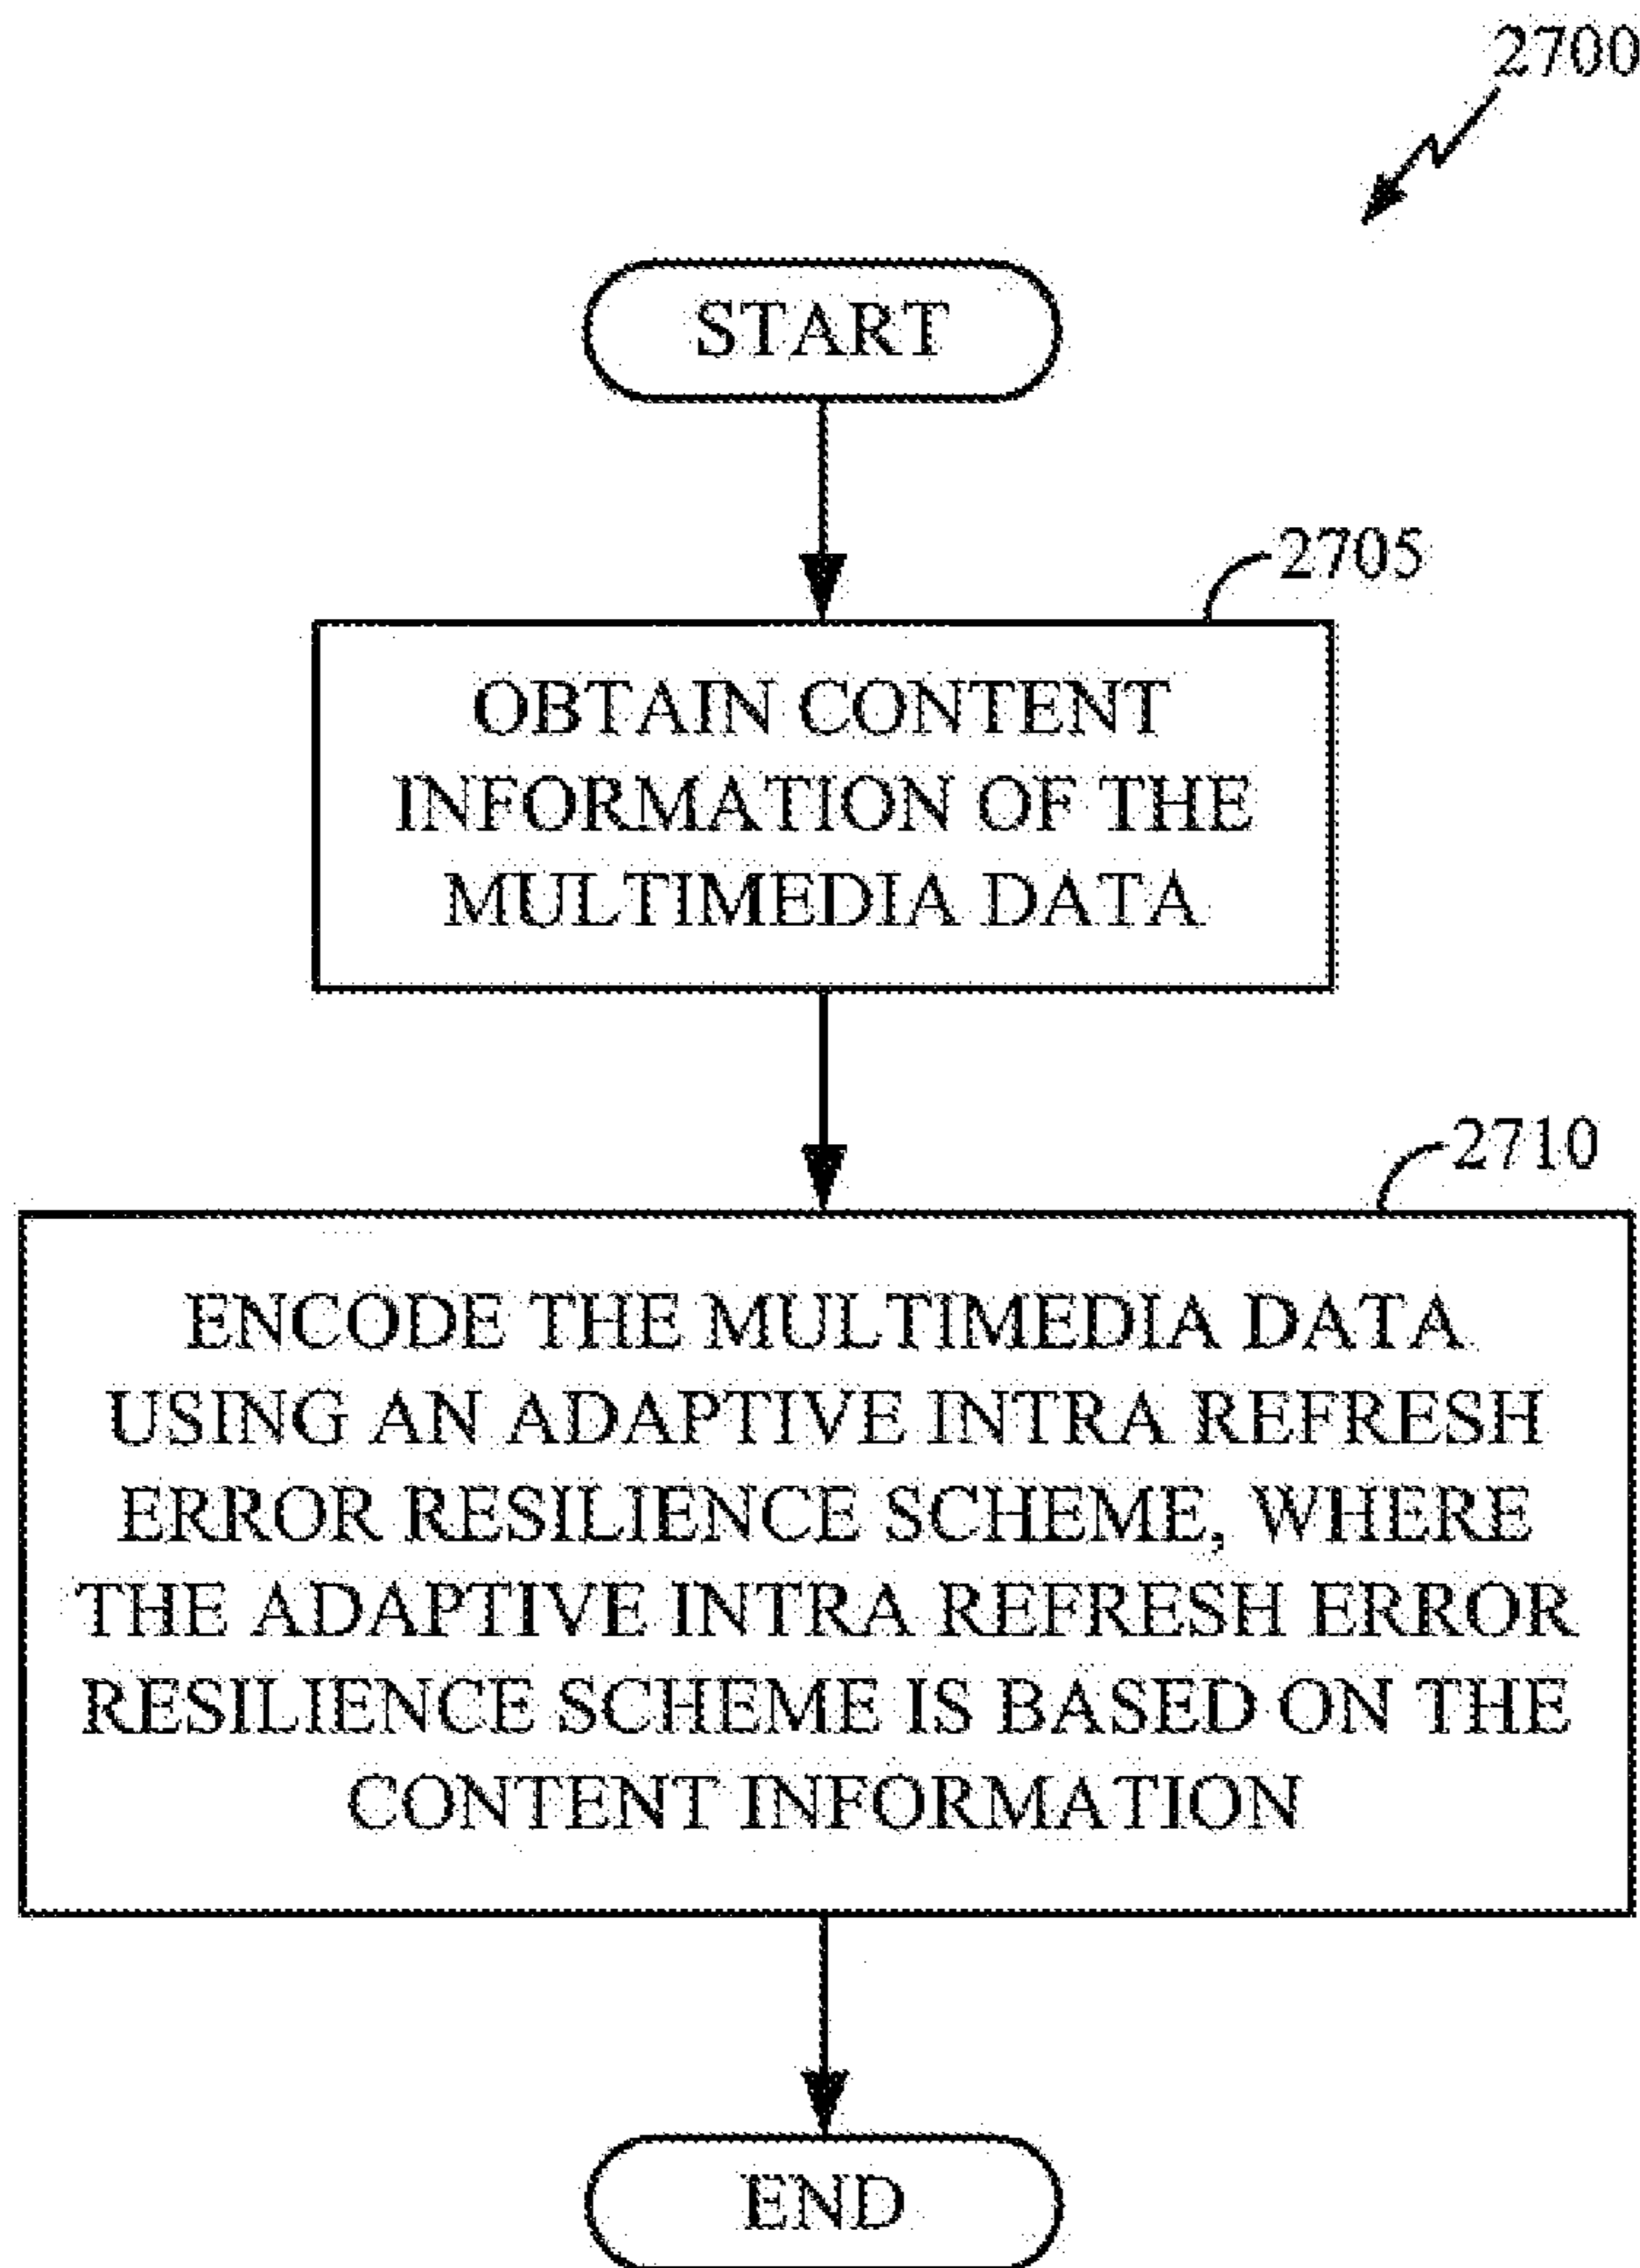 2700
START
2705
OBTAIN CONTENT
INFORMATION OF THE
MULTIMEDIA DATA
2710
ENCODE THE MULTIMEDIA DATA
USING AN ADAPTIVE INTRA REFRESH
ERROR RESILIENCE SCHEME, WHERE
THE ADAPTIVE INTRA REFRESH ERROR
RESILIENCE SCHEME IS BASED ON THE
CONTENT INFORMATION
END